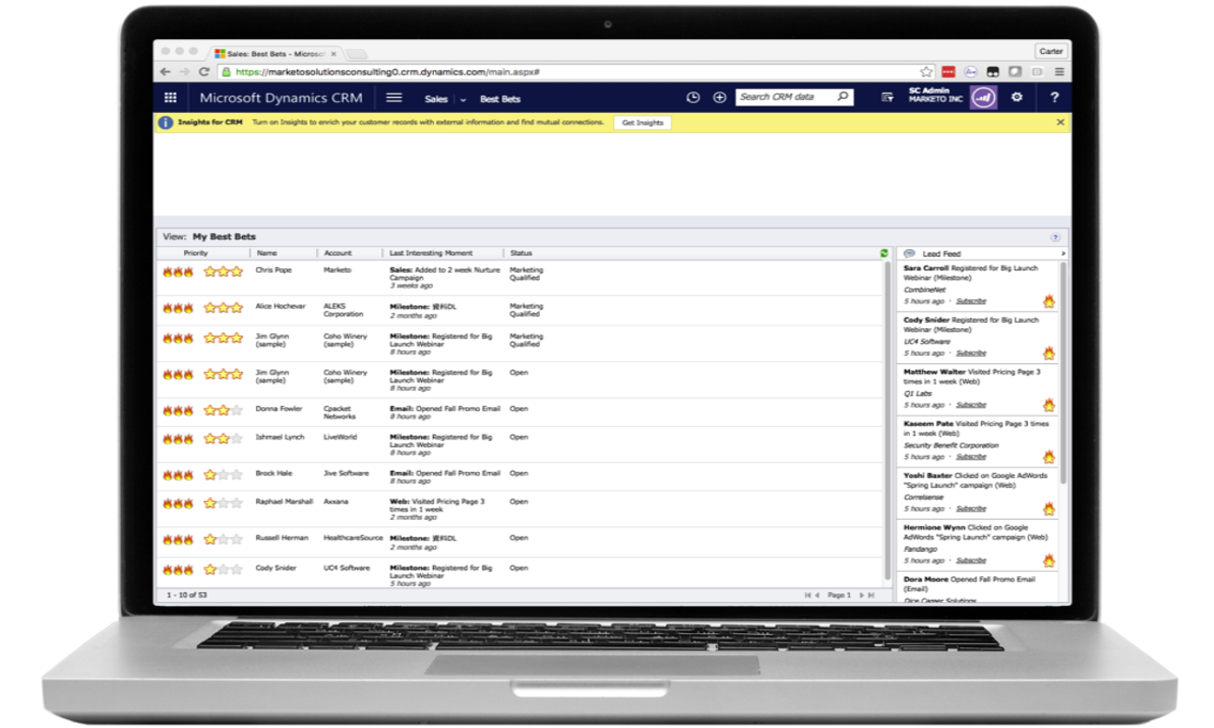 Sales: Best Bets - Microsof
Carter
https://marketosolutionsconsulting0.crm.dynamics.com/main.aspx#
Microsoft Dynamics CRM
Sales
Best Bets
Search CRM data
SC Admin
MARKETO INC
?
Insights for CRM Turn on Insights to enrich your customer records with external information and find mutual connections. Get Insights
View: My Best Bets
Priority Name Account Last Interesting Moment Status
Chris Pope Marketo Sales: Added to 2 week Nurture Marketing
Campaign Qualified
3 weeks ago
Alice Hochevar ALEKS Milestone: 資料DL Marketing
Corporation 2 months ago Qualified
Jim Glynn Coho Winery Milestone: Registered for Big Marketing
(sample) (sample) Launch Webinar Qualified
8 hours ago
Jim Glynn Coho Winery Milestone: Registered for Big Open
(sample) (sample) Launch Webinar
8 hours ago
Donna Fowler Cpacket Email: Opened Fall Promo Email Open
Networks 8 hours ago
Ishmael Lynch LiveWorld Milestone: Registered for Big Open
Launch Webinar
8 hours ago
Brock Hale Jive Software Email: Opened Fall Promo Email Open
8 hours ago
Raphael Marshall Axxana Web: Visited Pricing Page 3 Open
times in 1 week
2 months ago
Russell Herman HealthcareSource Milestone: 資料DL Open
2 months ago
Cody Snider UC4 Software Milestone: Registered for Big Open
Launch Webinar
5 hours ago
1 - 10 of 53
Page 1
Lead Feed
Sara Carroll Registered for Big Launch
Webinar (Milestone)
CombineNet
5 hours ago · Subscribe
Cody Snider Registered for Big Launch
Webinar (Milestone)
UC4 Software
5 hours ago · Subscribe
Matthew Walter Visited Pricing Page 3
times in 1 week (Web)
Q1 Labs
5 hours ago · Subscribe
Kaseem Pate Visited Pricing Page 3 times
in 1 week (Web)
Security Benefit Corporation
5 hours ago · Subscribe
Yoshi Baxter Clicked on Google AdWords
"Spring Launch" campaign (Web)
Correlsense
5 hours ago · Subscribe
Hermione Wynn Clicked on Google
AdWords "Spring Launch" campaign (Web)
Fandango
5 hours ago · Subscribe
Dora Moore Opened Fall Promo Email
(Email)
Dice Career Solutions